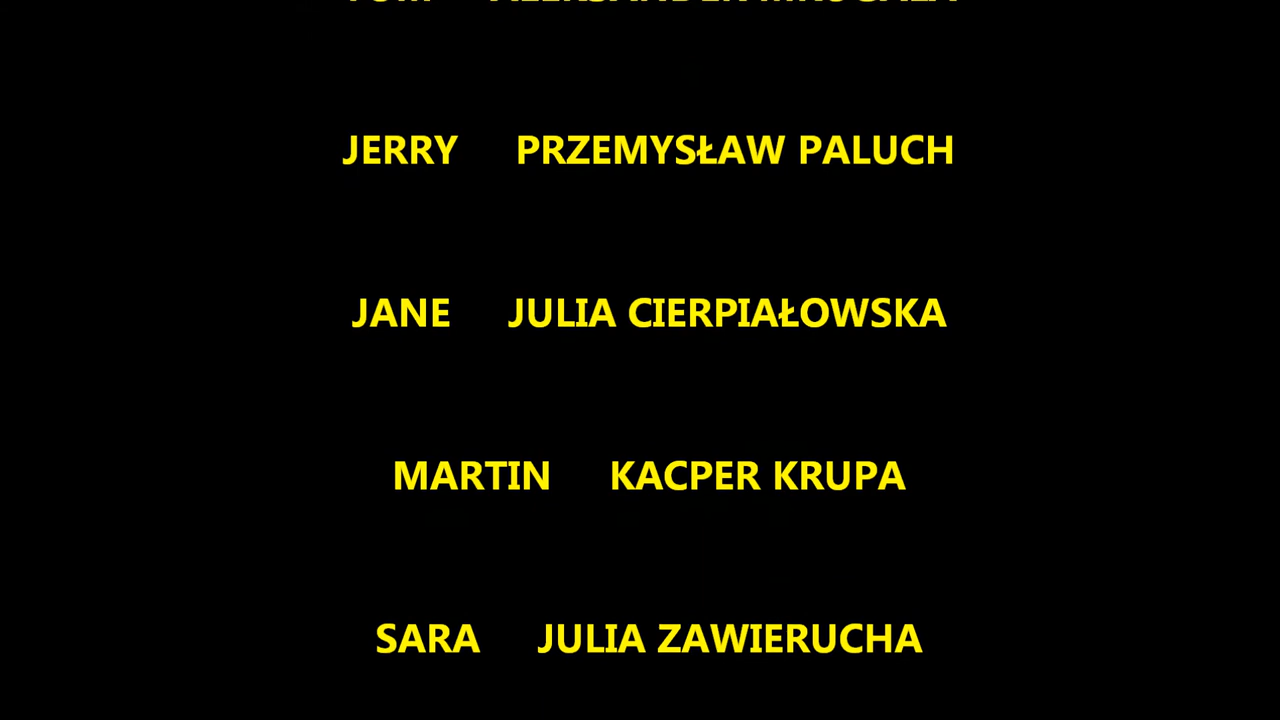 JERRY PRZEMYSŁAW PALUCH
JANE JULIA CIERPIAŁOWSKA
MARTIN KACPER KRUPA
SARA JULIA ZAWIERUCHA